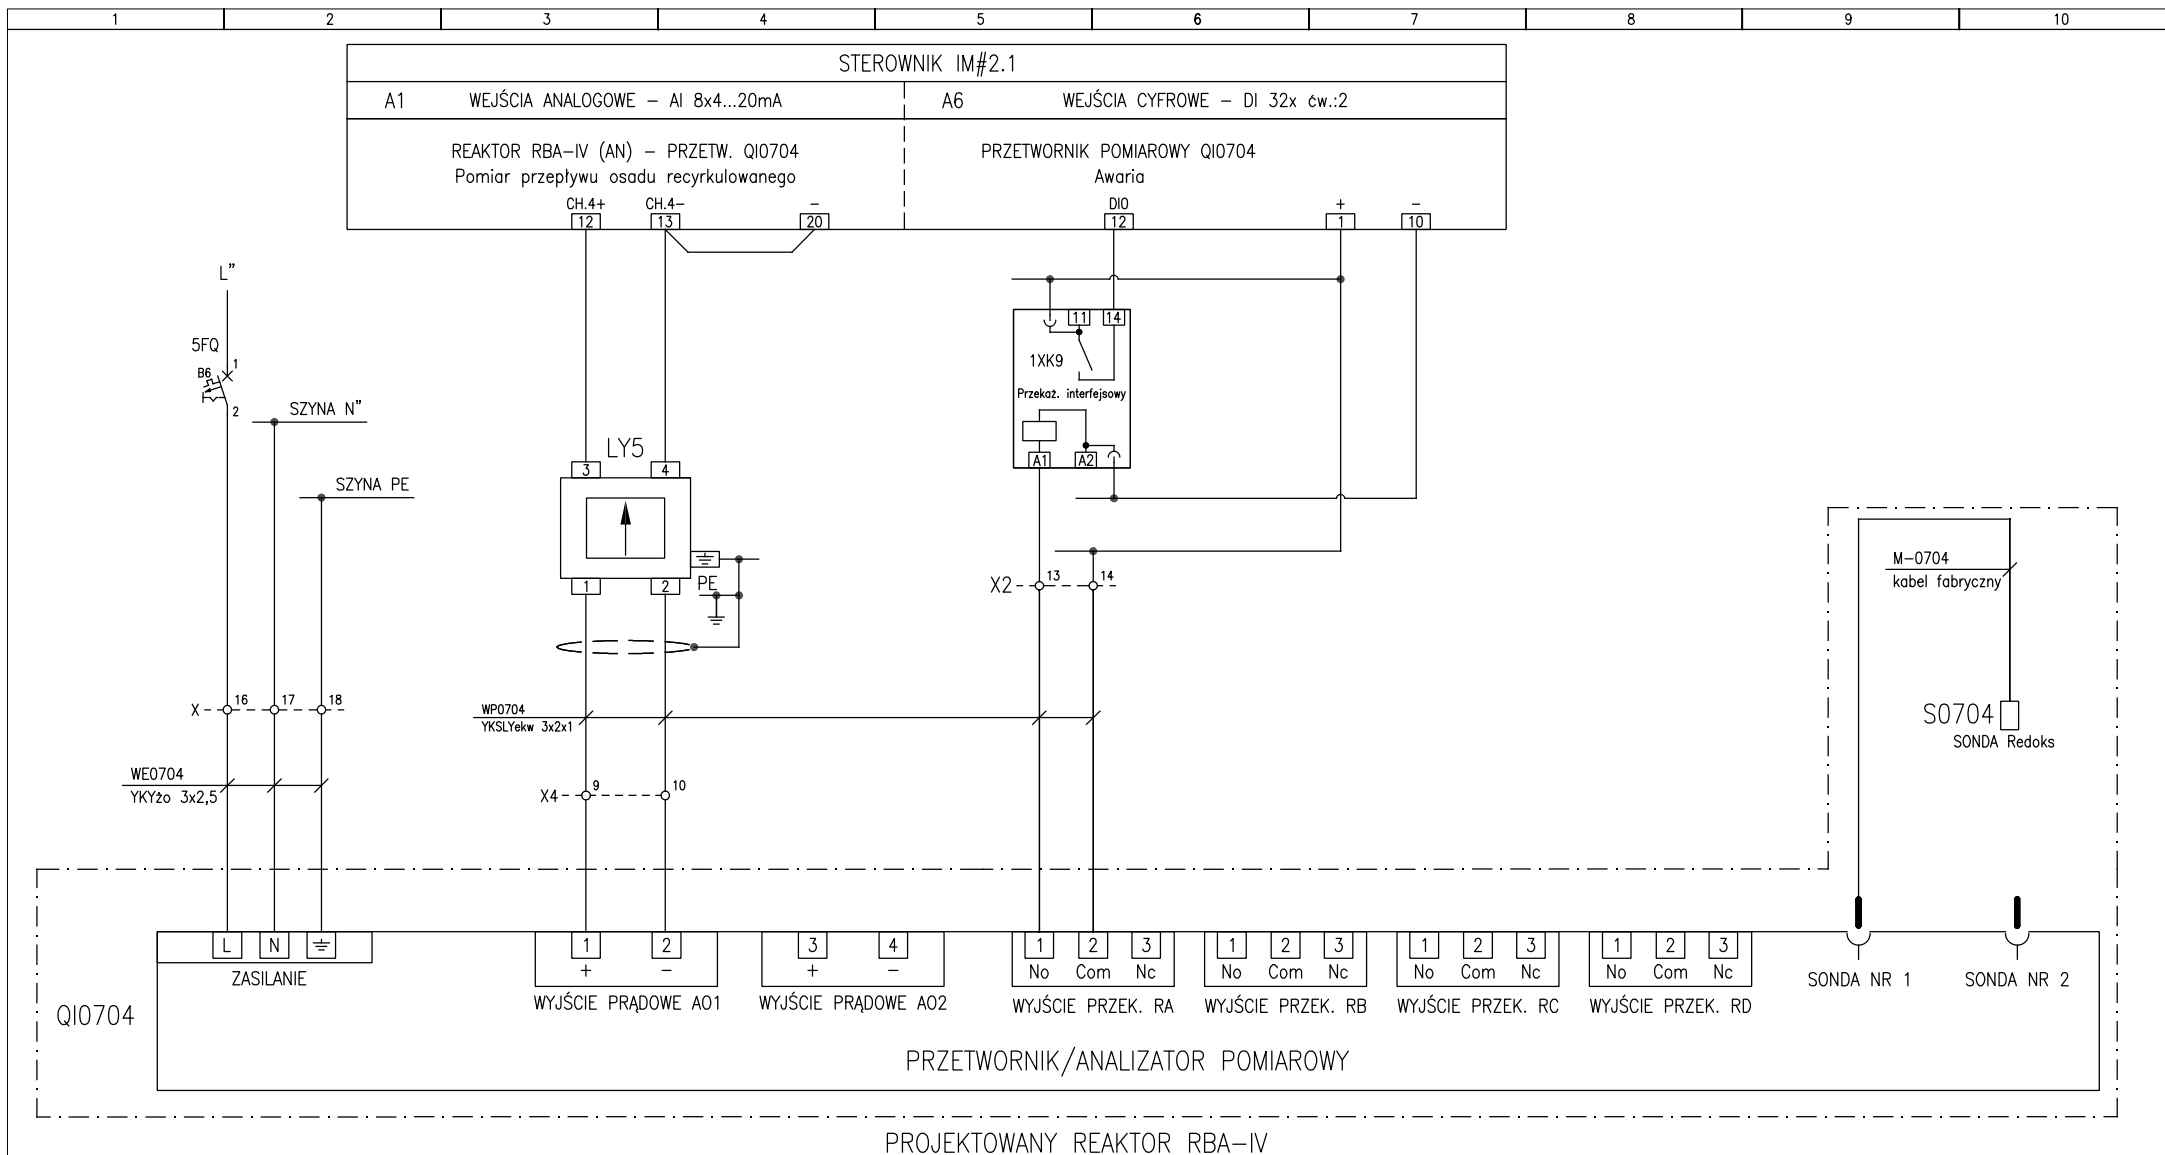 1 2 3 4 5 6 7 8 9 10
STEROWNIK IM#2.1
A1 WEJŚCIA ANALOGOWE – AI 8x4...20mA A6 WEJŚCIA CYFROWE – DI 32x ćw.:2
REAKTOR RBA–IV (AN) – PRZETW. QI0704 PRZETWORNIK POMIAROWY QI0704
Pomiar przepływu osadu recyrkulowanego Awaria
CH.4+ CH.4– – DI0 + –
12 13 20 12 1 10
L"
5FQ
1
B6
2
SZYNA N"
SZYNA PE
11 14
1XK9
Przekaź. interfejsowy
A1 A2
LY5
3 4
1 2
PE
X2 13 14
M–0704
kabel fabryczny
S0704
SONDA Redoks
X 16 17 18
WP0704
YKSLYekw 3x2x1
WE0704
YKYżo 3x2,5
X4 9 10
L N
ZASILANIE
1 2 3 4 1 2 3 1 2 3 1 2 3 1 2 3
+ – + – No Com Nc No Com Nc No Com Nc No Com Nc
SONDA NR 1 SONDA NR 2
WYJŚCIE PRĄDOWE AO1 WYJŚCIE PRĄDOWE AO2 WYJŚCIE PRZEK. RA WYJŚCIE PRZEK. RB WYJŚCIE PRZEK. RC WYJŚCIE PRZEK. RD
QI0704
PRZETWORNIK/ANALIZATOR POMIAROWY
PROJEKTOWANY REAKTOR RBA–IV